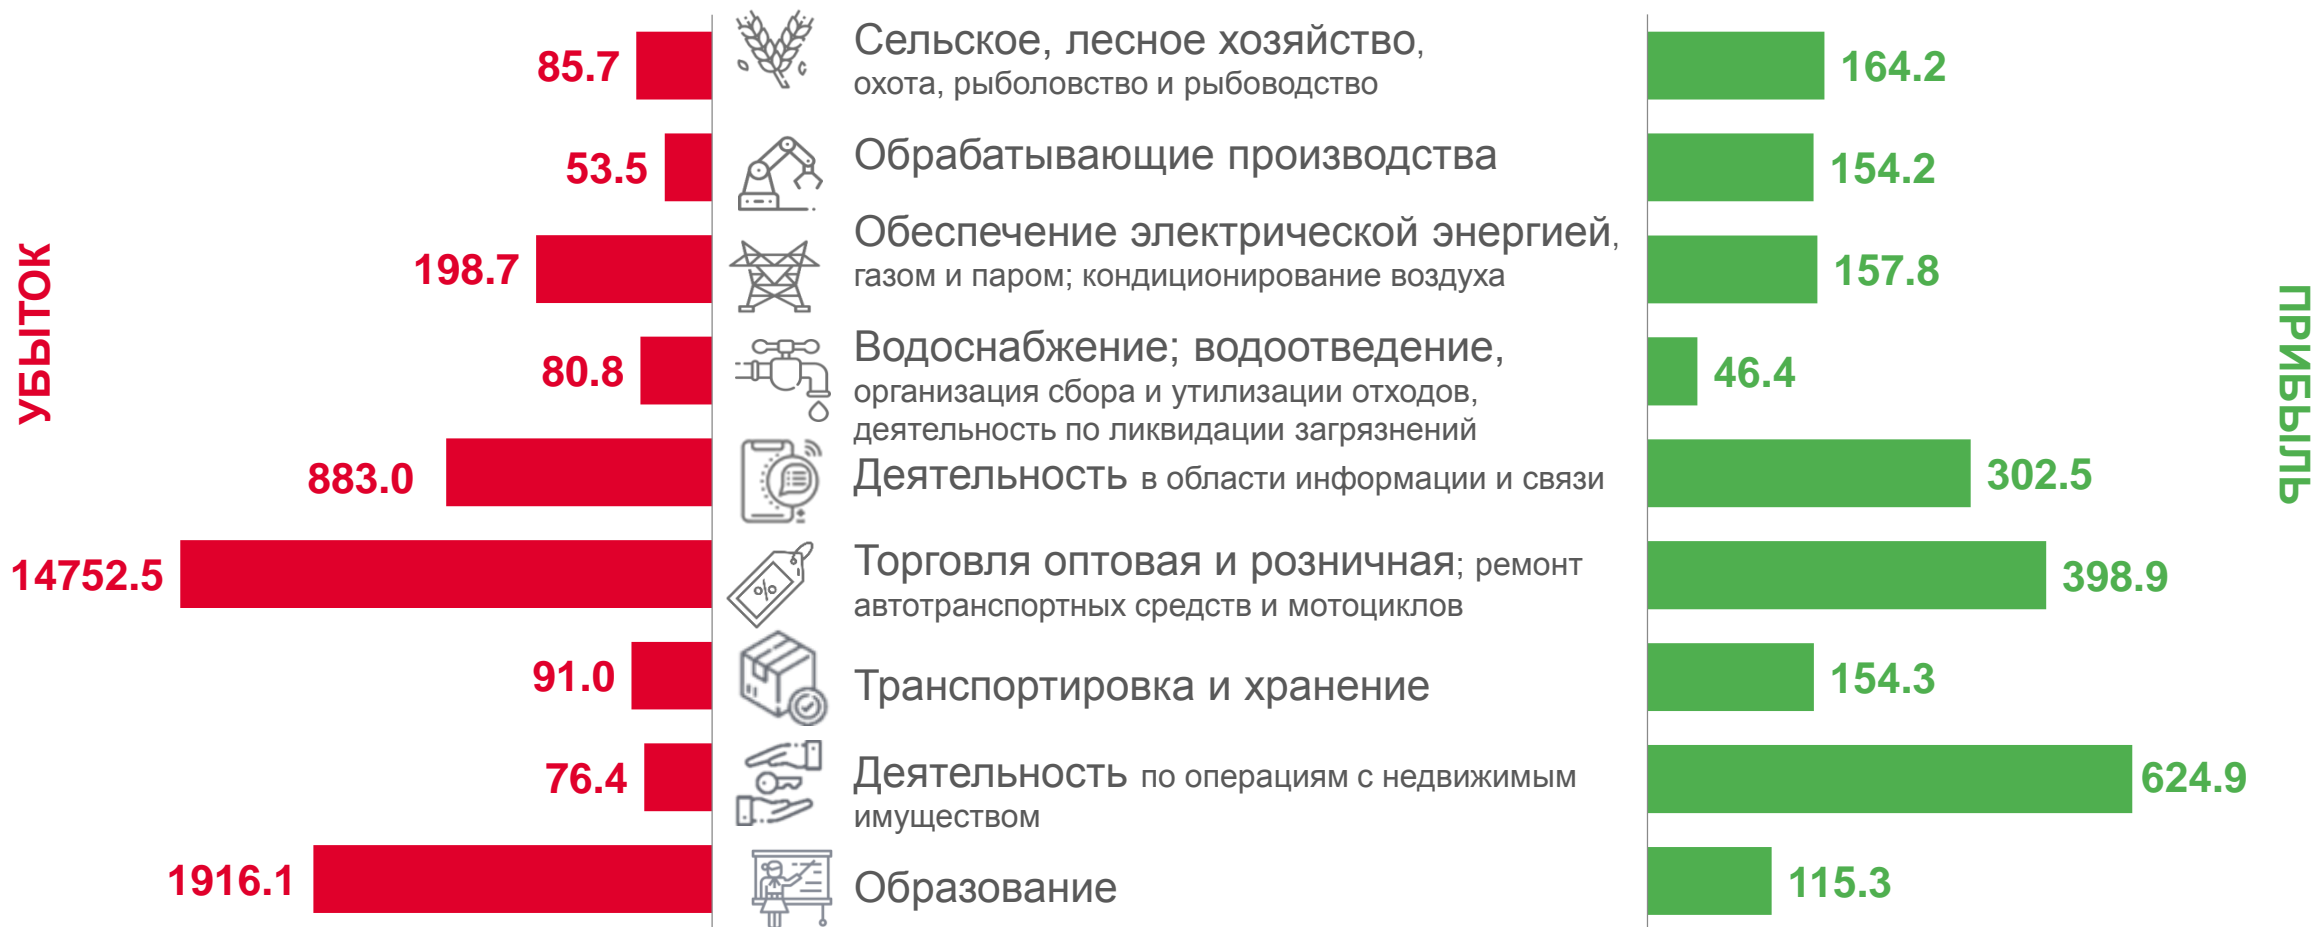 УБЫТОК
85.7
Сельское, лесное хозяйство,
охота, рыболовство и рыбоводство
164.2
53.5
Обрабатывающие производства
154.2
198.7
Обеспечение электрической энергией,
газом и паром; кондиционирование воздуха
157.8
80.8
Водоснабжение; водоотведение,
организация сбора и утилизации отходов,
деятельность по ликвидации загрязнений
46.4
883.0
Деятельность в области информации и связи
302.5
14752.5
%
Торговля оптовая и розничная; ремонт
автотранспортных средств и мотоциклов
398.9
91.0
Транспортировка и хранение
154.3
76.4
Деятельность по операциям с недвижимым
имуществом
624.9
1916.1
Образование
115.3
ПРИБЫЛЬ